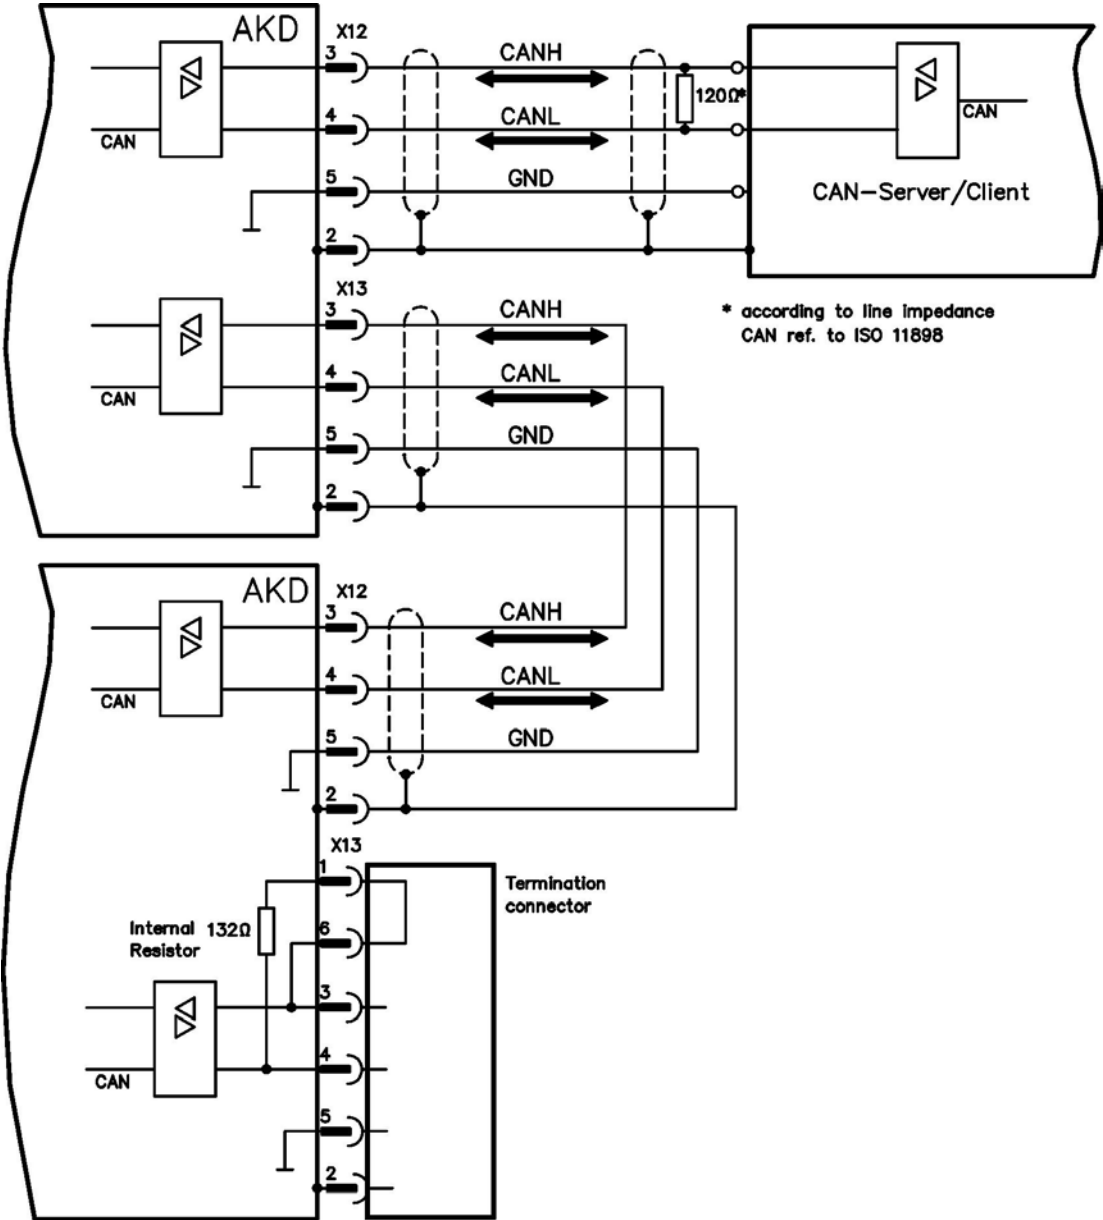 AKD
X12
3
CANH
120Ω*
4
CANL
CAN
CAN
5
GND
CAN-Server/Client
2
X13
3
CANH
* according to line impedance
CAN ref. to ISO 11898
4
CANL
CAN
5
GND
2
AKD
X12
3
CANH
4
CANL
CAN
5
GND
2
X13
1
Termination
connector
Internal 132Ω
Resistor
6
3
4
CAN
5
2